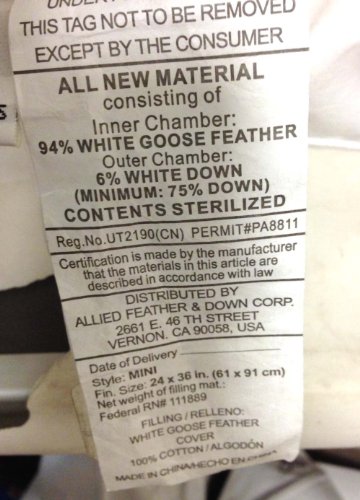 UNDER
THIS TAG NOT TO BE REMOVED
EXCEPT BY THE CONSUMER
ALL NEW MATERIAL
consisting of
Inner Chamber:
94% WHITE GOOSE FEATHER
Outer Chamber:
6% WHITE DOWN
(MINIMUM: 75% DOWN)
CONTENTS STERILIZED
Reg.No.UT2190(CN) PERMIT#PA8811
Certification is made by the manufacturer
that the materials in this article are
described in accordance with law
DISTRIBUTED BY
ALLIED FEATHER & DOWN CORP.
2661 E. 46 TH STREET
VERNON. CA 90058, USA
Date of Delivery
Style: MINI
Fin. Size: 24 x 36 in. (61 x 91 cm)
Net weight of filling mat.:
Federal RN# 111889
FILLING / RELLENO:
WHITE GOOSE FEATHER
COVER
100% COTTON / ALGODÓN
MADE IN CHINA/HECHO EN CHINA